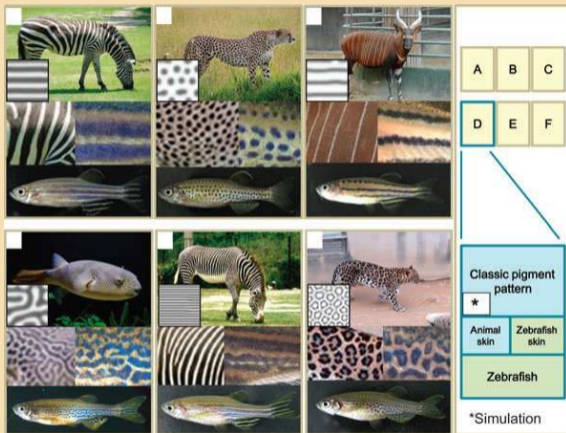 A B C
D E F
Classic pigment
pattern
*
Animal
skin
Zebrafish
skin
Zebrafish
*Simulation